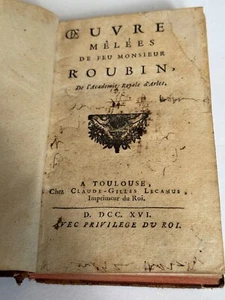 ŒUVRE
MÊLÉES
DE FEU MONSIEUR
ROUBIN,
De l'Academie Royale d'Arles.
A TOULOUSE,
Chez CLAUDE-GILLES LECAMUS,
Imprimeur du Roi.
D. DCC. XVI.
AVEC PRIVILEGE DU ROI.